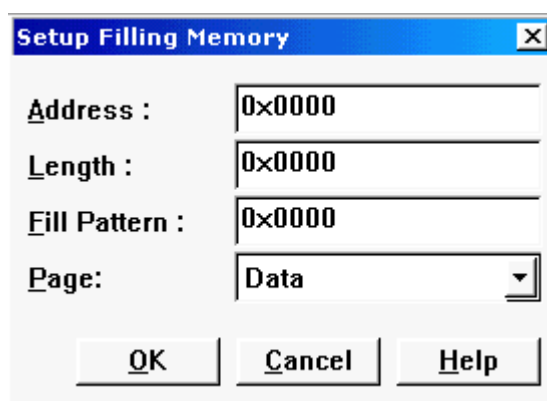 Setup Filling Memory
Address : 0x0000
Length : 0x0000
Fill Pattern : 0x0000
Page: Data
OK Cancel Help